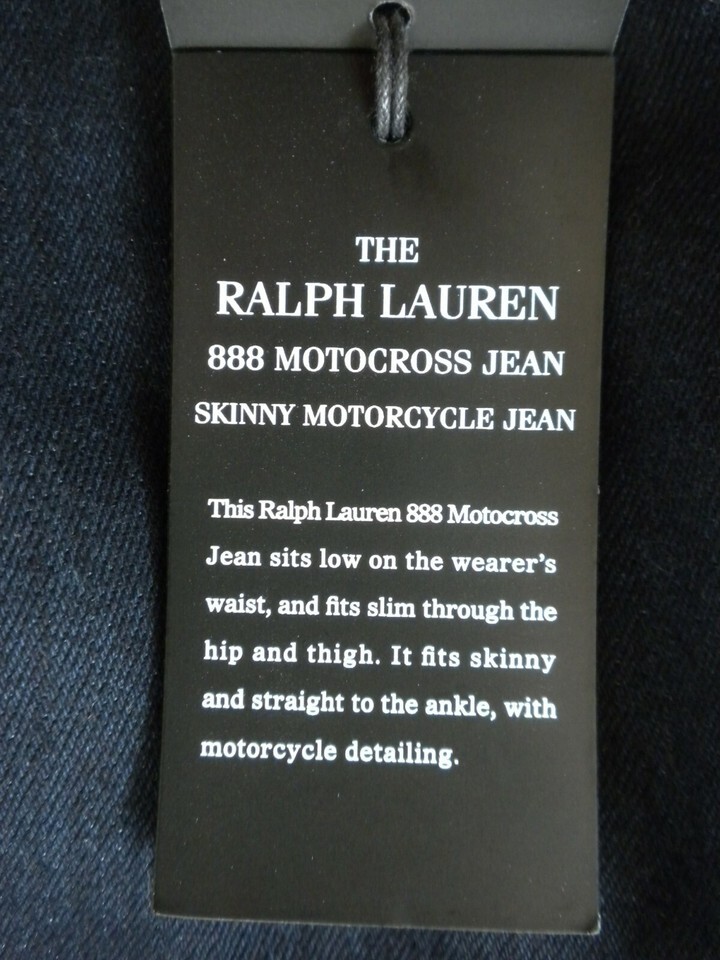 THE
RALPH LAUREN
888 MOTOCROSS JEAN
SKINNY MOTORCYCLE JEAN
This Ralph Lauren 888 Motocross
Jean sits low on the wearer's
waist, and fits slim through the
hip and thigh. It fits skinny
and straight to the ankle, with
motorcycle detailing.